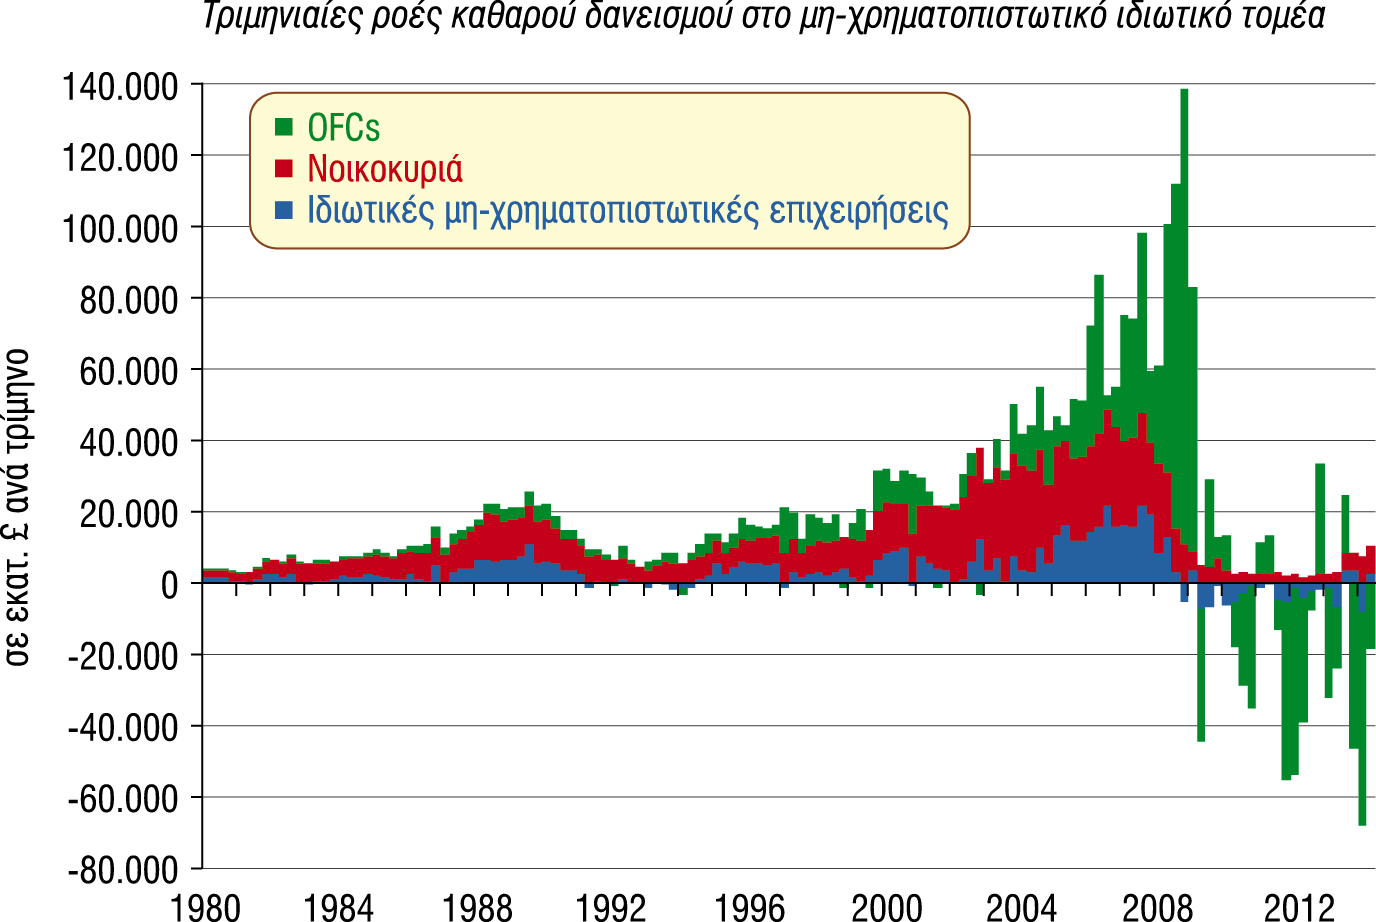 Τριμηνιαίες ροές καθαρού δανεισμού στο μη-χρηματοπιστωτικό ιδιωτικό τομέα
140.000
120.000
100.000
80.000
60.000
40.000
20.000
0
-20.000
-40.000
-60.000
-80.000
σε εκατ. £ ανά τρίμηνο
OFCs
Νοικοκυριά
Ιδιωτικές μη-χρηματοπιστωτικές επιχειρήσεις
1980 1984 1988 1992 1996 2000 2004 2008 2012